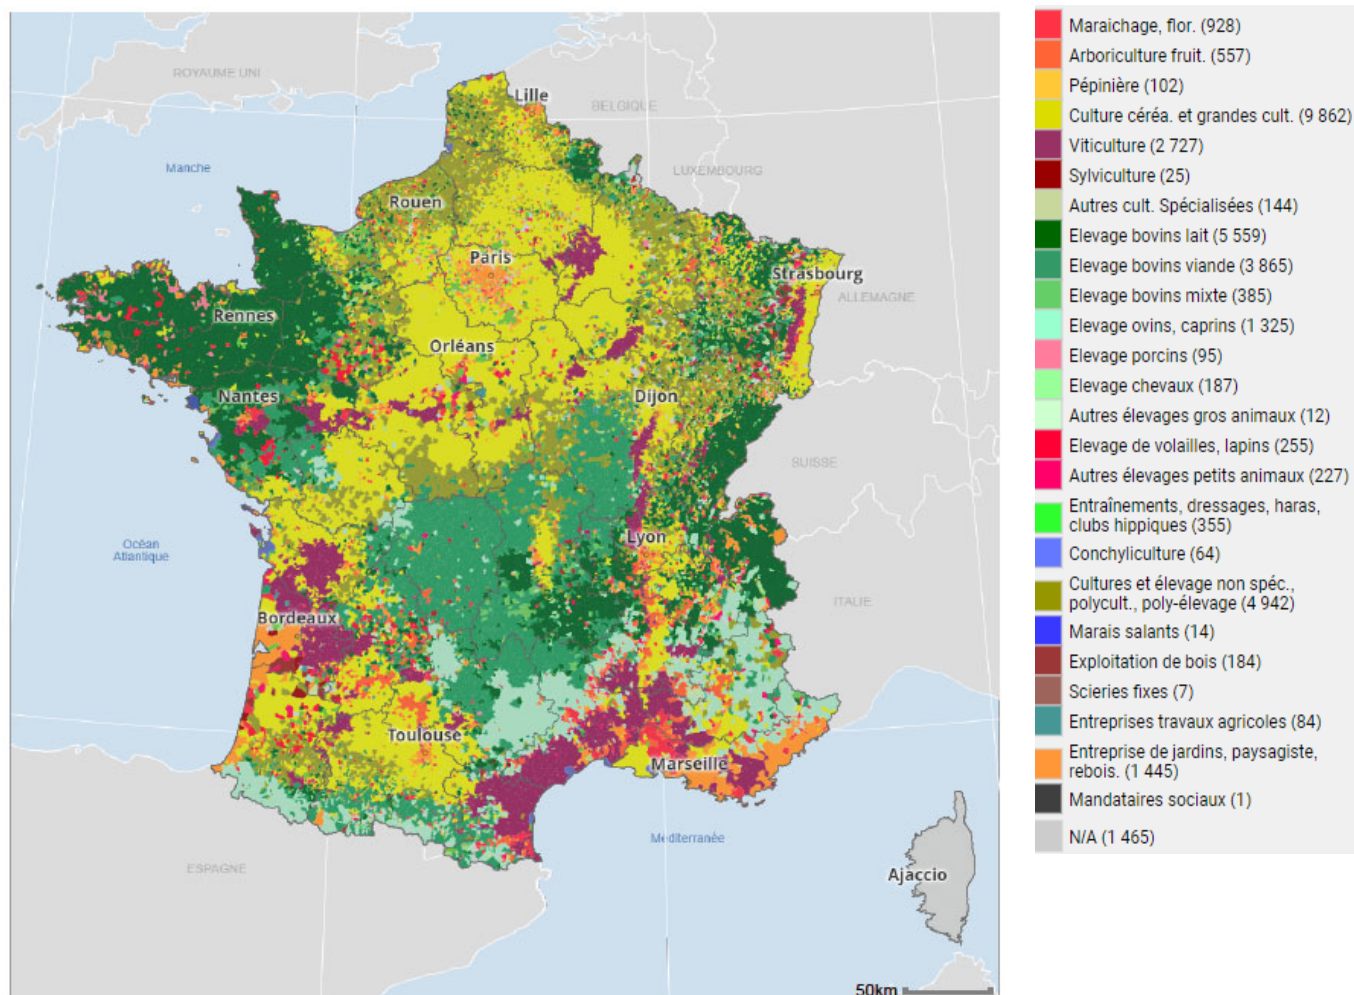 ROYAUME UNI
Lille
BELGIQUE
Manche
LUXEMBOURG
Rouen
Paris
Strasbourg
ALLEMAGNE
Rennes
Orléans
Nantes
Dijon
SUISSE
Océan
Atlantique
Lyon
ITALIE
Bordeaux
Toulouse
Marseille
Méditerranée
ESPAGNE
Ajaccio
50km
Maraichage, flor. (928)
Arboriculture fruit. (557)
Pépinière (102)
Culture céréa. et grandes cult. (9 862)
Viticulture (2 727)
Sylviculture (25)
Autres cult. Spécialisées (144)
Elevage bovins lait (5 559)
Elevage bovins viande (3 865)
Elevage bovins mixte (385)
Elevage ovins, caprins (1 325)
Elevage porcins (95)
Elevage chevaux (187)
Autres élevages gros animaux (12)
Elevage de volailles, lapins (255)
Autres élevages petits animaux (227)
Entraînements, dressages, haras,
clubs hippiques (355)
Conchyliculture (64)
Cultures et élevage non spéc.,
polycult., poly-élevage (4 942)
Marais salants (14)
Exploitation de bois (184)
Scieries fixes (7)
Entreprises travaux agricoles (84)
Entreprise de jardins, paysagiste,
rebois. (1 445)
Mandataires sociaux (1)
N/A (1 465)